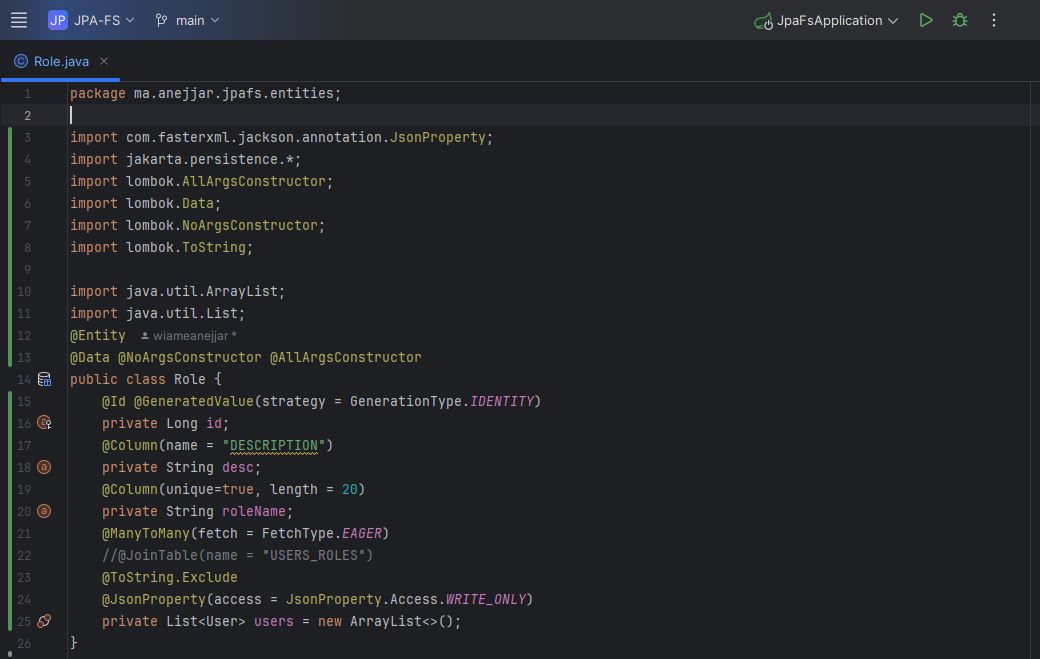 JP JPA-FS main JpaFsApplication
Role.java
1 package ma.anejjar.jpafs.entities;
2
3 import com.fasterxml.jackson.annotation.JsonProperty;
4 import jakarta.persistence.*;
5 import lombok.AllArgsConstructor;
6 import lombok.Data;
7 import lombok.NoArgsConstructor;
8 import lombok.ToString;
9
10 import java.util.ArrayList;
11 import java.util.List;
12 @Entity wiameanejjar *
13 @Data @NoArgsConstructor @AllArgsConstructor
14 public class Role {
15 @Id @GeneratedValue(strategy = GenerationType.IDENTITY)
16 private Long id;
17 @Column(name = "DESCRIPTION")
18 private String desc;
19 @Column(unique=true, length = 20)
20 private String roleName;
21 @ManyToMany(fetch = FetchType.EAGER)
22 //@JoinTable(name = "USERS_ROLES")
23 @ToString.Exclude
24 @JsonProperty(access = JsonProperty.Access.WRITE_ONLY)
25 private List<User> users = new ArrayList<>();
26 }